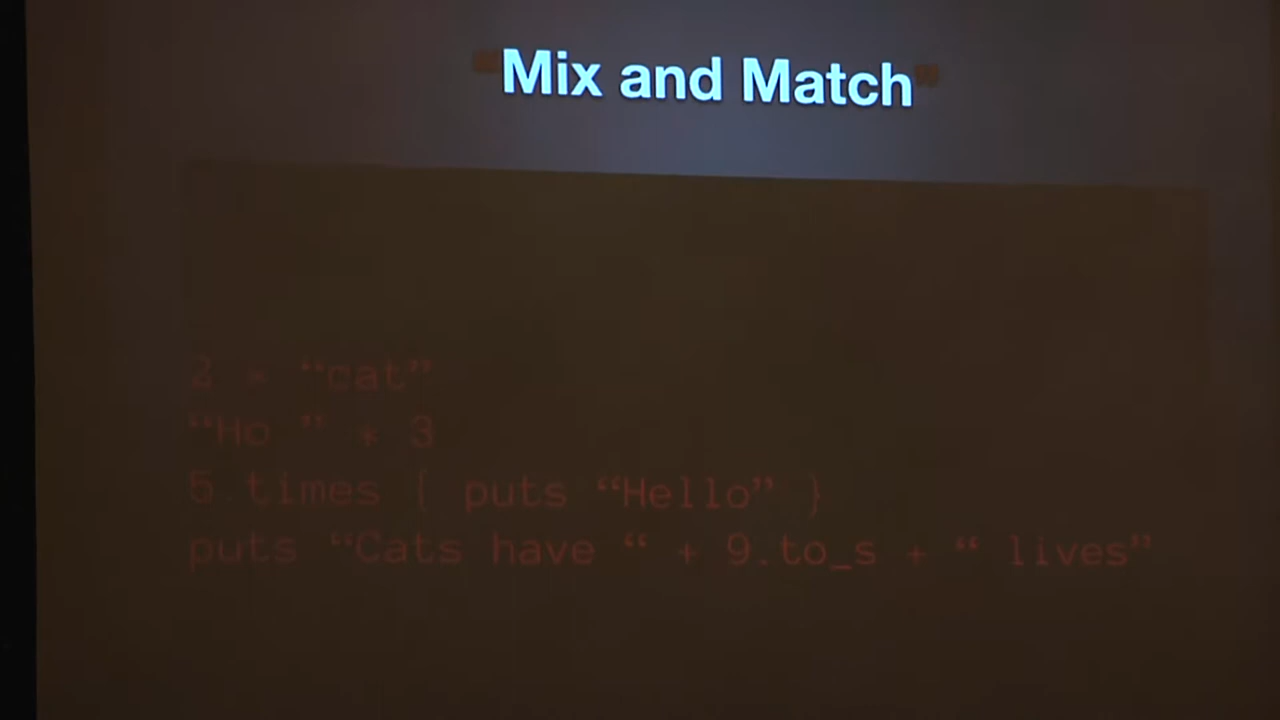 “Mix and Match”
2 * “cat”
“Ho ” + 3
5.times { puts “Hello” }
puts “Cats have “ + 9.to_s + “ lives”